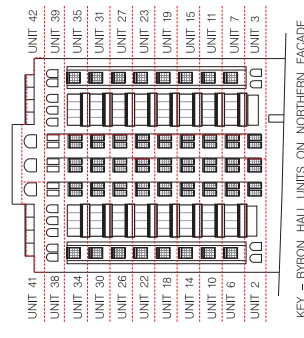 UNIT 42
UNIT 39
UNIT 35
UNIT 31
UNIT 27
UNIT 23
UNIT 19
UNIT 15
UNIT 11
UNIT 7
UNIT 3
UNIT 41
UNIT 38
UNIT 34
UNIT 30
UNIT 26
UNIT 22
UNIT 18
UNIT 14
UNIT 10
UNIT 6
UNIT 2
KEY – BYRON HALL UNITS ON NORTHERN FACADE